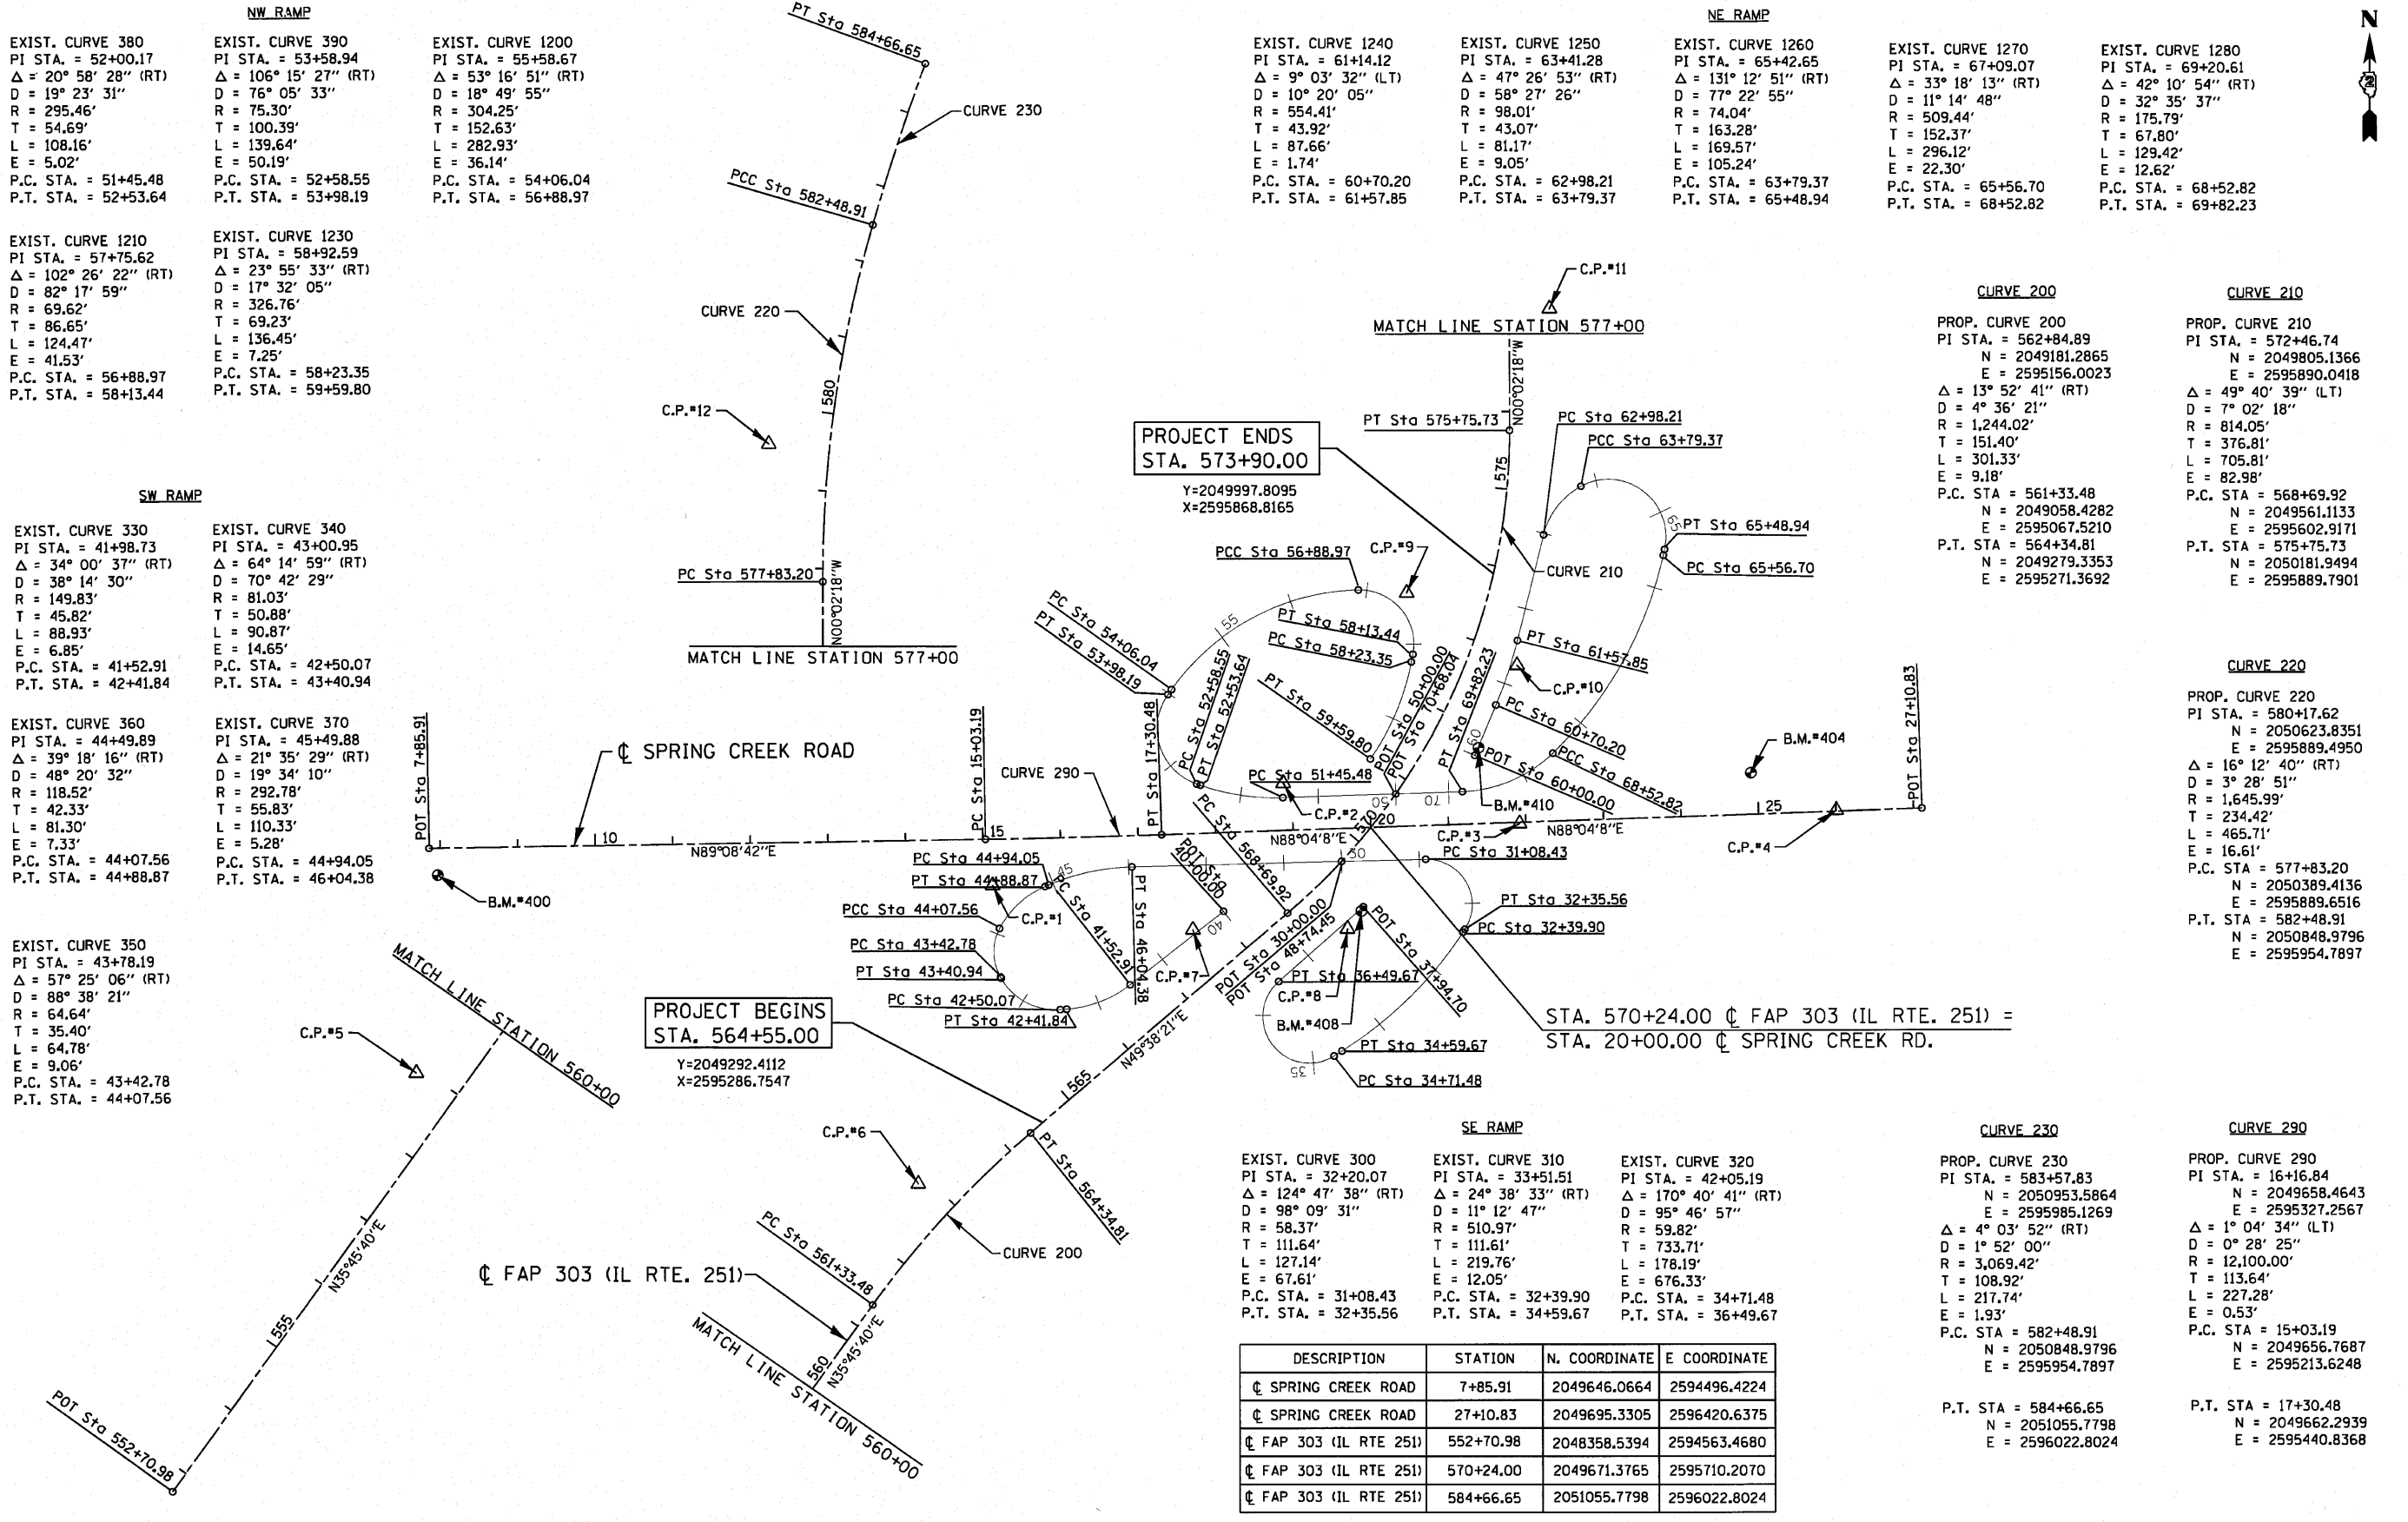 NW RAMP
EXIST. CURVE 380
PI STA. = 52+00.17
Δ = 20° 58' 28" (RT)
D = 19° 23' 31"
R = 295.46'
T = 54.69'
L = 108.16'
E = 5.02'
P.C. STA. = 51+45.48
P.T. STA. = 52+53.64
EXIST. CURVE 390
PI STA. = 53+58.94
Δ = 106° 15' 27" (RT)
D = 76° 05' 33"
R = 75.30'
T = 100.39'
L = 139.64'
E = 50.19'
P.C. STA. = 52+58.55
P.T. STA. = 53+98.19
EXIST. CURVE 1200
PI STA. = 55+58.67
Δ = 53° 16' 51" (RT)
D = 18° 49' 55"
R = 304.25'
T = 152.63'
L = 282.93'
E = 36.14'
P.C. STA. = 54+06.04
P.T. STA. = 56+88.97
EXIST. CURVE 1210
PI STA. = 57+75.62
Δ = 102° 26' 22" (RT)
D = 82° 17' 59"
R = 69.62'
T = 86.65'
L = 124.47'
E = 41.53'
P.C. STA. = 56+88.97
P.T. STA. = 58+13.44
EXIST. CURVE 1230
PI STA. = 58+92.59
Δ = 23° 55' 33" (RT)
D = 17° 32' 05"
R = 326.76'
T = 69.23'
L = 136.45'
E = 7.25'
P.C. STA. = 58+23.35
P.T. STA. = 59+59.80
SW RAMP
EXIST. CURVE 330
PI STA. = 41+98.73
Δ = 34° 00' 37" (RT)
D = 38° 14' 30"
R = 149.83'
T = 45.82'
L = 88.93'
E = 6.85'
P.C. STA. = 41+52.91
P.T. STA. = 42+41.84
EXIST. CURVE 340
PI STA. = 43+00.95
Δ = 64° 14' 59" (RT)
D = 70° 42' 29"
R = 81.03'
T = 50.88'
L = 90.87'
E = 14.65'
P.C. STA. = 42+50.07
P.T. STA. = 43+40.94
EXIST. CURVE 360
PI STA. = 44+49.89
Δ = 39° 18' 16" (RT)
D = 48° 20' 32"
R = 118.52'
T = 42.33'
L = 81.30'
E = 7.33'
P.C. STA. = 44+07.56
P.T. STA. = 44+88.87
EXIST. CURVE 370
PI STA. = 45+49.88
Δ = 21° 35' 29" (RT)
D = 19° 34' 10"
R = 292.78'
T = 55.83'
L = 110.33'
E = 5.28'
P.C. STA. = 44+94.05
P.T. STA. = 46+04.38
EXIST. CURVE 350
PI STA. = 43+78.19
Δ = 57° 25' 06" (RT)
D = 88° 38' 21"
R = 64.64'
T = 35.40'
L = 64.78'
E = 9.06'
P.C. STA. = 43+42.78
P.T. STA. = 44+07.56
PT Sta 584+66.65
CURVE 230
PCC Sta 582+48.91
CURVE 220
580
C.P.#12
PC Sta 577+83.20
N00°02'18"W
MATCH LINE STATION 577+00
NE RAMP
EXIST. CURVE 1240
PI STA. = 61+14.12
Δ = 9° 03' 32" (LT)
D = 10° 20' 05"
R = 554.41'
T = 43.92'
L = 87.66'
E = 1.74'
P.C. STA. = 60+70.20
P.T. STA. = 61+57.85
EXIST. CURVE 1250
PI STA. = 63+41.28
Δ = 47° 26' 53" (RT)
D = 58° 27' 26"
R = 98.01'
T = 43.07'
L = 81.17'
E = 9.05'
P.C. STA. = 62+98.21
P.T. STA. = 63+79.37
EXIST. CURVE 1260
PI STA. = 65+42.65
Δ = 131° 12' 51" (RT)
D = 77° 22' 55"
R = 74.04'
T = 163.28'
L = 169.57'
E = 105.24'
P.C. STA. = 63+79.37
P.T. STA. = 65+48.94
EXIST. CURVE 1270
PI STA. = 67+09.07
Δ = 33° 18' 13" (RT)
D = 11° 14' 48"
R = 509.44'
T = 152.37'
L = 296.12'
E = 22.30'
P.C. STA. = 65+56.70
P.T. STA. = 68+52.82
EXIST. CURVE 1280
PI STA. = 69+20.61
Δ = 42° 10' 54" (RT)
D = 32° 35' 37"
R = 175.79'
T = 67.80'
L = 129.42'
E = 12.62'
P.C. STA. = 68+52.82
P.T. STA. = 69+82.23
N
2
C.P.#11
MATCH LINE STATION 577+00
N00°02'18"W
PT Sta 575+75.73
PC Sta 62+98.21
PCC Sta 63+79.37
PROJECT ENDS
STA. 573+90.00
Y=2049997.8095
X=2595868.8165
575
65
PT Sta 65+48.94
PCC Sta 56+88.97
C.P.#9
CURVE 210
PC Sta 65+56.70
PC Sta 54+06.04
PT Sta 53+98.19
55
PT Sta 58+13.44
PC Sta 58+23.35
PC Sta 52+58.55
PT Sta 52+53.64
PT Sta 59+59.80
POT Sta 50+00.00
POT Sta 70+68.04
PT Sta 69+82.23
PT Sta 61+57.85
C.P.#10
PC Sta 60+70.20
60
POT Sta 60+00.00
PCC Sta 68+52.82
B.M.#404
POT Sta 27+10.83
POT Sta 7+85.91
℄ SPRING CREEK ROAD
PC Sta 15+03.19
CURVE 290
PT Sta 17+30.48
PC Sta 51+45.48
C.P.#2
50
70
B.M.#410
10
N89°08'42"E
15
570
20
N88°04'8"E
C.P.#3
N88°04'8"E
25
C.P.#4
B.M.#400
PC Sta 44+94.05
PT Sta 44+88.87
45
C.P.#1
PCC Sta 44+07.56
PC Sta 43+42.78
PT Sta 43+40.94
PC Sta 42+50.07
PT Sta 42+41.84
PC Sta 41+52.91
PT Sta 46+04.38
POT Sta
40+00.00
40
C.P.#7
PC Sta 568+69.92
30
PC Sta 31+08.43
PT Sta 32+35.56
PC Sta 32+39.90
POT Sta 30+00.00
POT Sta 48+74.45
POT Sta 37+94.70
PT Sta 36+49.67
C.P.#8
B.M.#408
PT Sta 34+59.67
35
PC Sta 34+71.48
STA. 570+24.00 ℄ FAP 303 (IL RTE. 251) =
STA. 20+00.00 ℄ SPRING CREEK RD.
MATCH LINE STATION 560+00
C.P.#5
N35°45'40"E
555
POT Sta 552+70.98
PROJECT BEGINS
STA. 564+55.00
Y=2049292.4112
X=2595286.7547
565
N49°38'21"E
C.P.#6
PT Sta 564+34.81
PC Sta 561+33.48
CURVE 200
℄ FAP 303 (IL RTE. 251)
560
N35°45'40"E
MATCH LINE STATION 560+00
CURVE 200
PROP. CURVE 200
PI STA. = 562+84.89
N = 2049181.2865
E = 2595156.0023
Δ = 13° 52' 41" (RT)
D = 4° 36' 21"
R = 1,244.02'
T = 151.40'
L = 301.33'
E = 9.18'
P.C. STA = 561+33.48
N = 2049058.4282
E = 2595067.5210
P.T. STA = 564+34.81
N = 2049279.3353
E = 2595271.3692
CURVE 210
PROP. CURVE 210
PI STA. = 572+46.74
N = 2049805.1366
E = 2595890.0418
Δ = 49° 40' 39" (LT)
D = 7° 02' 18"
R = 814.05'
T = 376.81'
L = 705.81'
E = 82.98'
P.C. STA = 568+69.92
N = 2049561.1133
E = 2595602.9171
P.T. STA = 575+75.73
N = 2050181.9494
E = 2595889.7901
CURVE 220
PROP. CURVE 220
PI STA. = 580+17.62
N = 2050623.8351
E = 2595889.4950
Δ = 16° 12' 40" (RT)
D = 3° 28' 51"
R = 1,645.99'
T = 234.42'
L = 465.71'
E = 16.61'
P.C. STA = 577+83.20
N = 2050389.4136
E = 2595889.6516
P.T. STA = 582+48.91
N = 2050848.9796
E = 2595954.7897
SE RAMP
EXIST. CURVE 300
PI STA. = 32+20.07
Δ = 124° 47' 38" (RT)
D = 98° 09' 31"
R = 58.37'
T = 111.64'
L = 127.14'
E = 67.61'
P.C. STA. = 31+08.43
P.T. STA. = 32+35.56
EXIST. CURVE 310
PI STA. = 33+51.51
Δ = 24° 38' 33" (RT)
D = 11° 12' 47"
R = 510.97'
T = 111.61'
L = 219.76'
E = 12.05'
P.C. STA. = 32+39.90
P.T. STA. = 34+59.67
EXIST. CURVE 320
PI STA. = 42+05.19
Δ = 170° 40' 41" (RT)
D = 95° 46' 57"
R = 59.82'
T = 733.71'
L = 178.19'
E = 676.33'
P.C. STA. = 34+71.48
P.T. STA. = 36+49.67
CURVE 230
PROP. CURVE 230
PI STA. = 583+57.83
N = 2050953.5864
E = 2595985.1269
Δ = 4° 03' 52" (RT)
D = 1° 52' 00"
R = 3,069.42'
T = 108.92'
L = 217.74'
E = 1.93'
P.C. STA = 582+48.91
N = 2050848.9796
E = 2595954.7897
P.T. STA = 584+66.65
N = 2051055.7798
E = 2596022.8024
CURVE 290
PROP. CURVE 290
PI STA. = 16+16.84
N = 2049658.4643
E = 2595327.2567
Δ = 1° 04' 34" (LT)
D = 0° 28' 25"
R = 12,100.00'
T = 113.64'
L = 227.28'
E = 0.53'
P.C. STA = 15+03.19
N = 2049656.7687
E = 2595213.6248
P.T. STA = 17+30.48
N = 2049662.2939
E = 2595440.8368
DESCRIPTION STATION N. COORDINATE E COORDINATE
℄ SPRING CREEK ROAD 7+85.91 2049646.0664 2594496.4224
℄ SPRING CREEK ROAD 27+10.83 2049695.3305 2596420.6375
℄ FAP 303 (IL RTE 251) 552+70.98 2048358.5394 2594563.4680
℄ FAP 303 (IL RTE 251) 570+24.00 2049671.3765 2595710.2070
℄ FAP 303 (IL RTE 251) 584+66.65 2051055.7798 2596022.8024